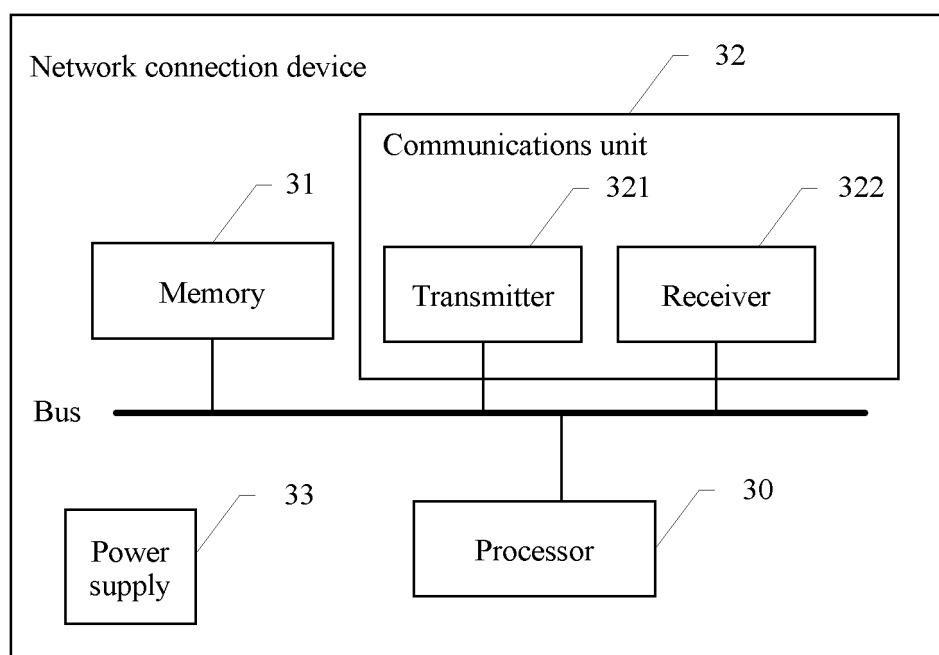 Network connection device
32
Communications unit
31
321
322
Memory
Transmitter
Receiver
Bus
33
30
Power
supply
Processor